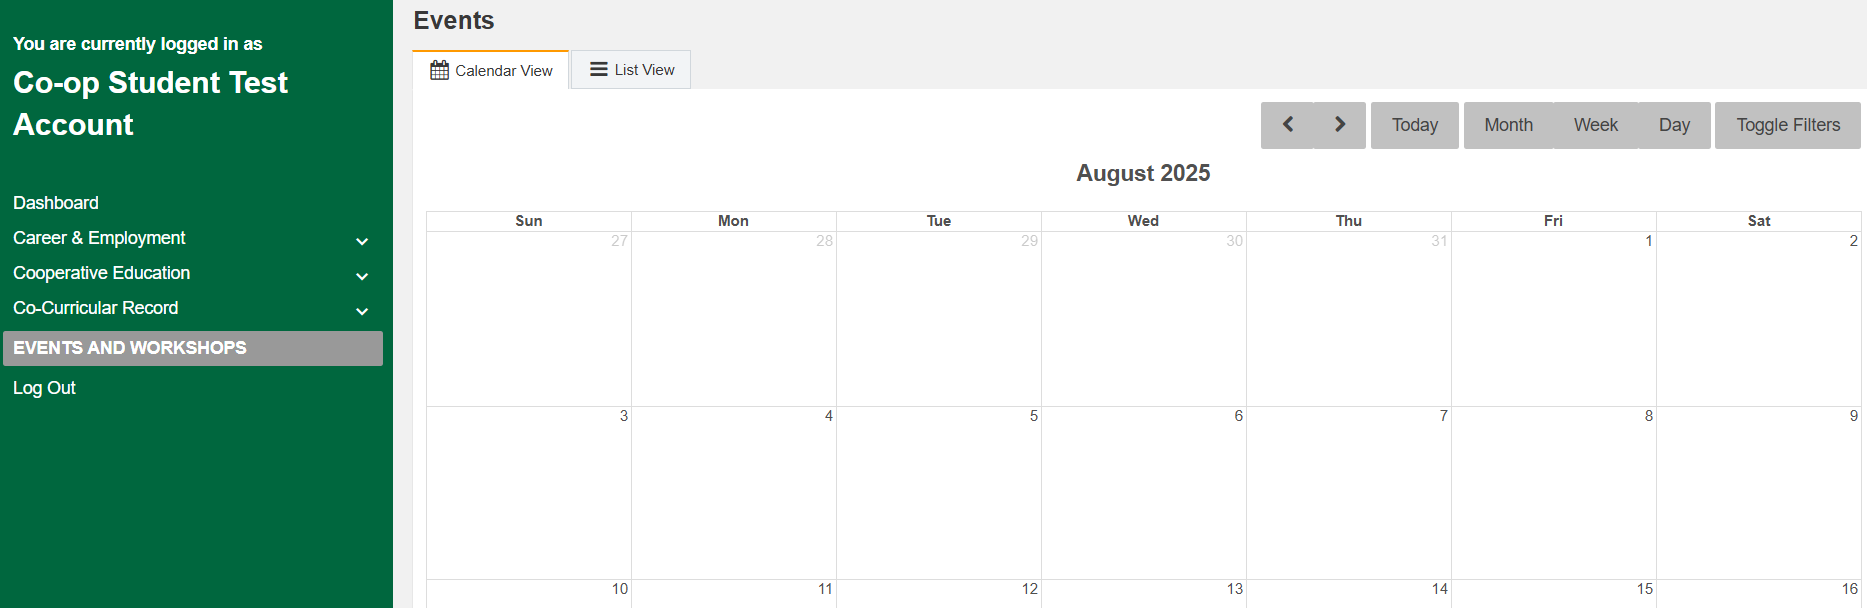 You are currently logged in as
Co-op Student Test
Account
Dashboard
Career & Employment
Cooperative Education
Co-Curricular Record
EVENTS AND WORKSHOPS
Log Out
Events
Calendar View
List View
Today
Month
Week
Day
Toggle Filters
August 2025
Sun Mon Tue Wed Thu Fri Sat
27 28 29 30 31 1 2
3 4 5 6 7 8 9
10 11 12 13 14 15 16